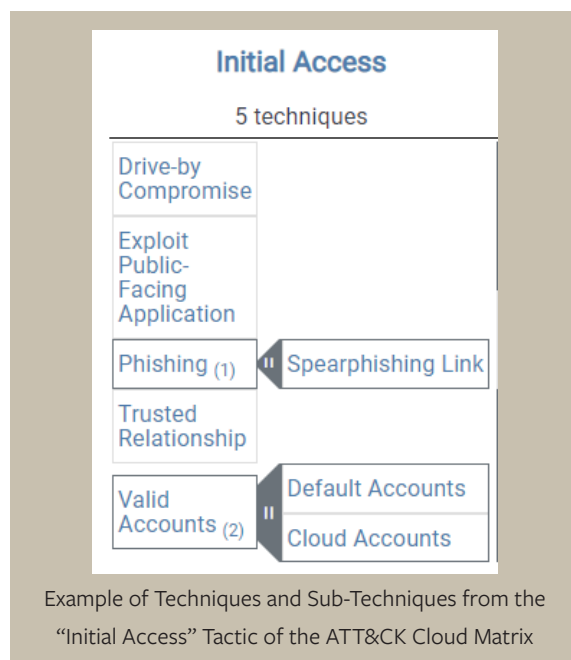 Initial Access
5 techniques
Drive-by
Compromise
Exploit
Public-
Facing
Application
Phishing (1)
Spearphishing Link
Trusted
Relationship
Valid
Accounts (2)
Default Accounts
Cloud Accounts
Example of Techniques and Sub-Techniques from the
“Initial Access” Tactic of the ATT&CK Cloud Matrix